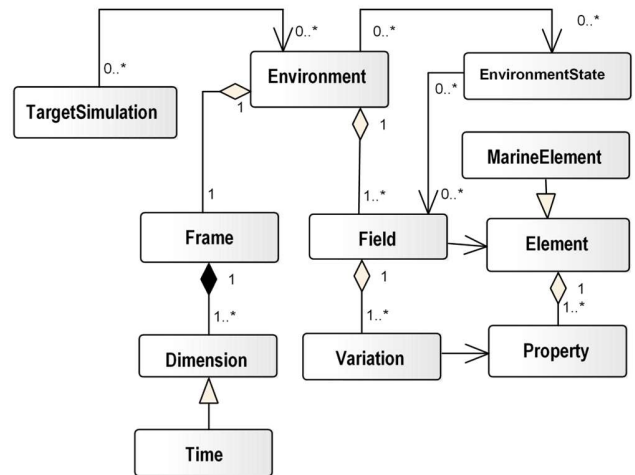 0..*
0..*
0..*
0..*
Environment
EnvironmentState
TargetSimulation
1
1
0..*
MarineElement
1
1..*
0..*
Frame
Field
Element
1
1
1
1..*
1..*
1..*
Dimension
Variation
Property
Time